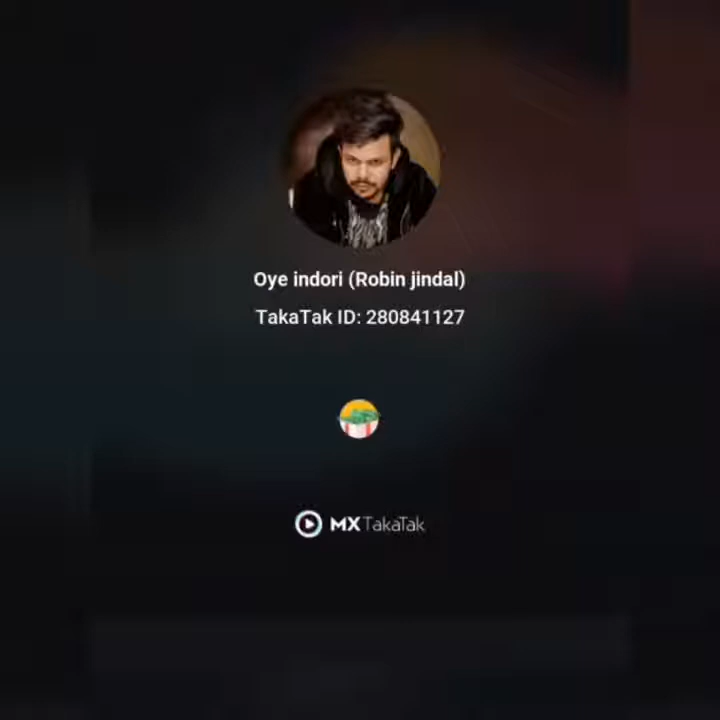 Oye indori (Robin jindal)
TakaTak ID: 280841127
MX TakaTak